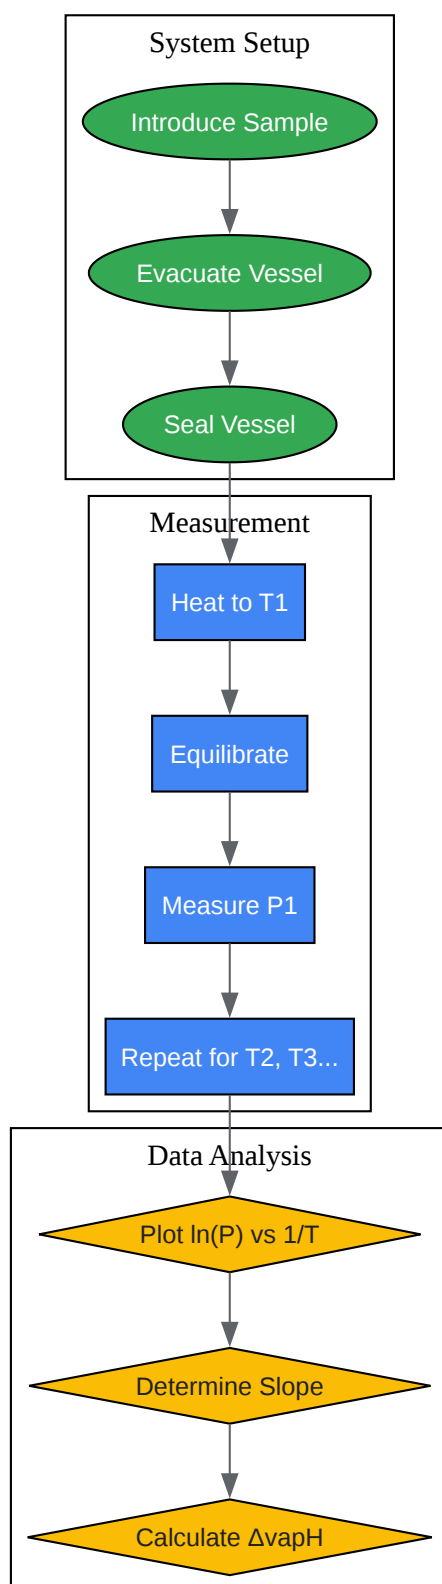 System Setup
Introduce Sample
Evacuate Vessel
Seal Vessel
Measurement
Heat to T1
Equilibrate
Measure P1
Repeat for T2, T3...
Data Analysis
Plot ln(P) vs 1/T
Determine Slope
Calculate ΔvapH